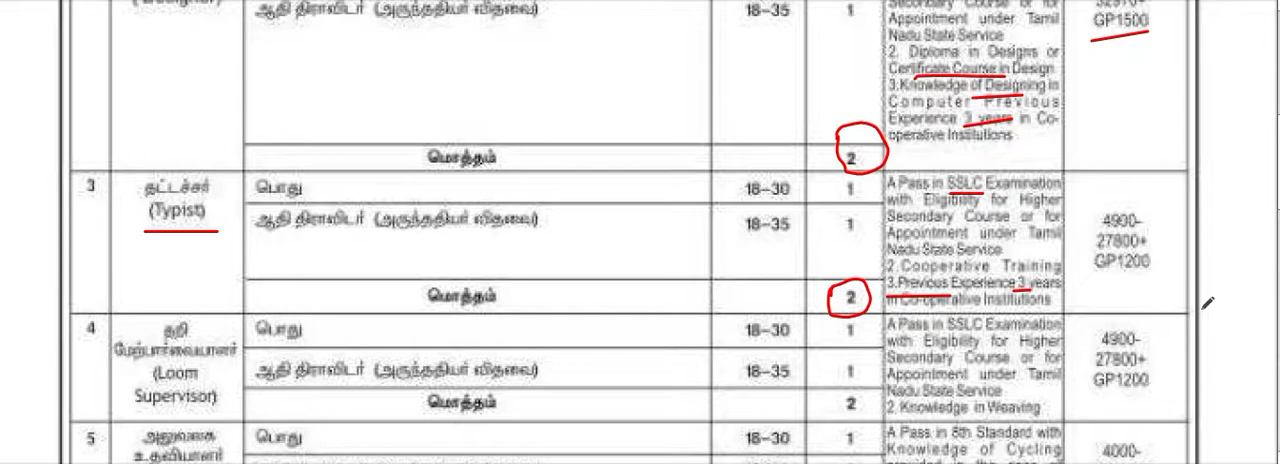 (Designer)
ஆதி திராவிடர் (அருந்ததியர் விதவை)
18–35
1
Secondary Course or for
Appointment under Tamil
Nadu State Service
2. Diploma in Designs or
Certificate Course in Design
3.Knowledge of Designing in
Computer Previous
Experience 3 years in Co-
operative Institutions
GP1500
மொத்தம்
2
3
தட்டச்சர்
(Typist)
பொது
18–30
1
ஆதி திராவிடர் (அருந்ததியர் விதவை)
18–35
1
மொத்தம்
2
A Pass in SSLC Examination
with Eligibility for Higher
Secondary Course or for
Appointment under Tamil
Nadu State Service
2.Cooperative Training
3.Previous Experience 3 years
in Co-operative Institutions
4900-
27800+
GP1200
4
தறி
மேற்பார்வையாளர்
(Loom
Supervisor)
பொது
18–30
1
ஆதி திராவிடர் (அருந்ததியர் விதவை)
18–35
1
மொத்தம்
2
A Pass in SSLC Examination
with Eligibility for Higher
Secondary Course or for
Appointment under Tamil
Nadu State Service
2. Knowledge in Weaving
4900-
27800+
GP1200
5
அலுவலக
உதவியாளர்
பொது
18–30
1
A Pass in 8th Standard with
Knowledge of Cycling
4000-